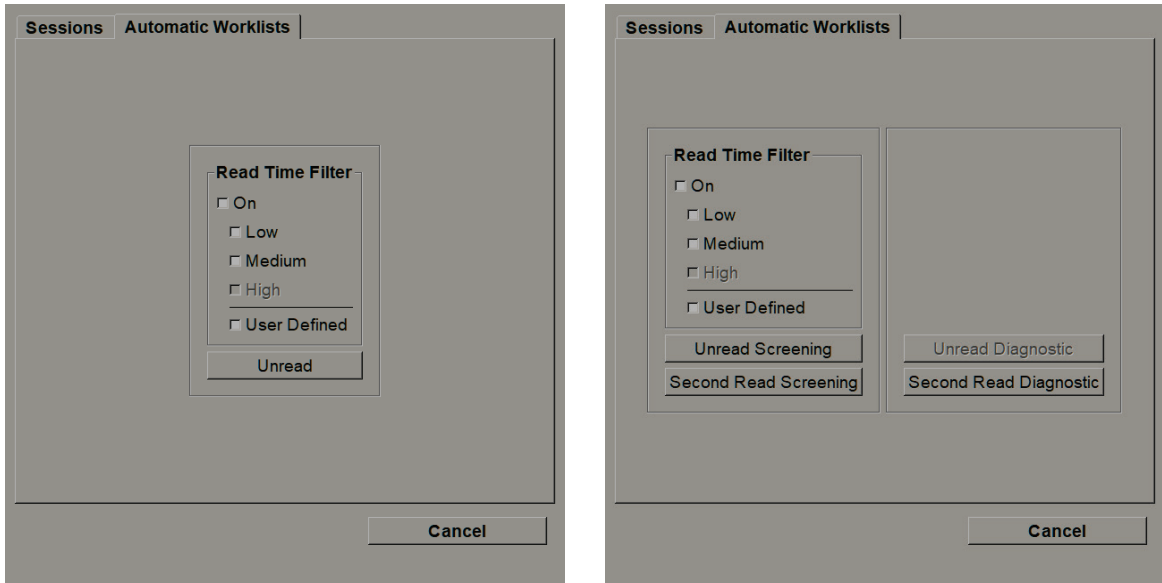 Sessions Automatic Worklists
Read Time Filter
On
Low
Medium
High
User Defined
Unread
Cancel
Sessions Automatic Worklists
Read Time Filter
On
Low
Medium
High
User Defined
Unread Screening
Second Read Screening
Unread Diagnostic
Second Read Diagnostic
Cancel